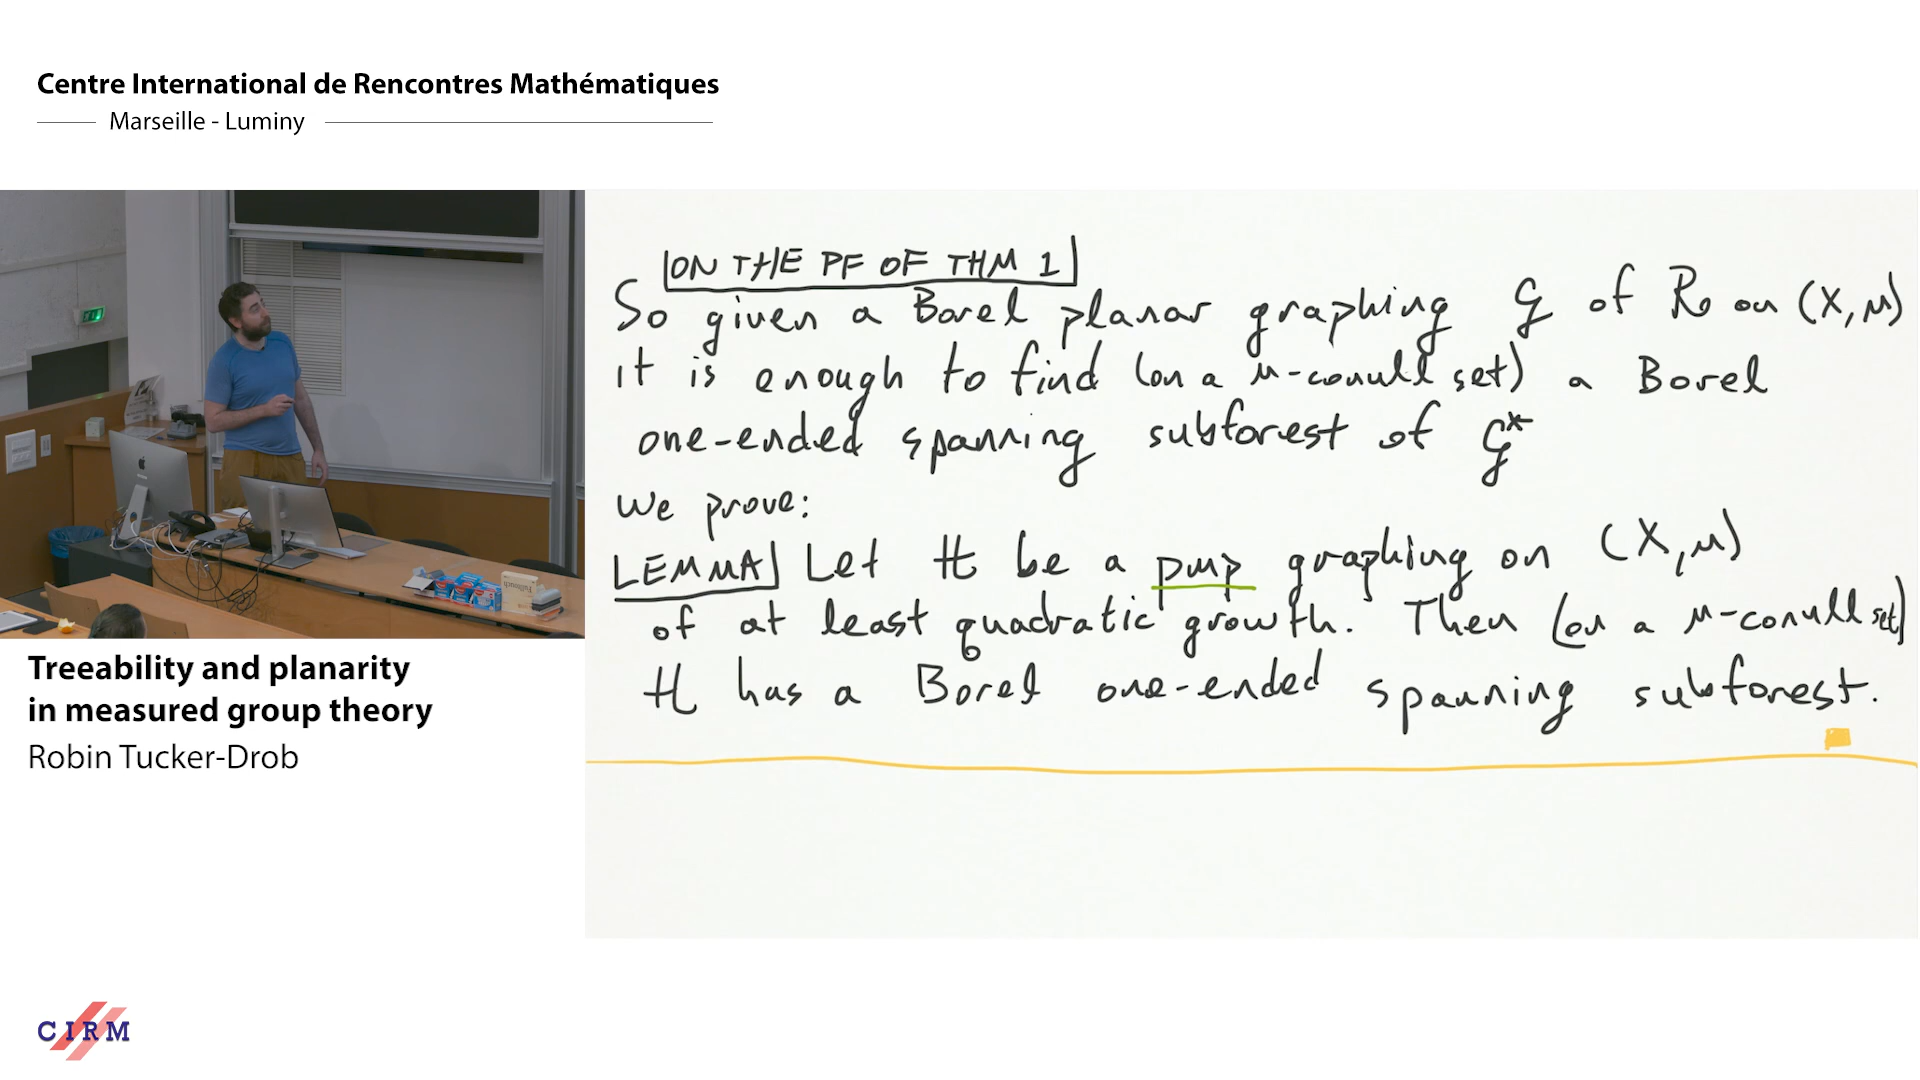 Centre International de Rencontres Mathématiques
Marseille - Luminy
ON THE PF OF THM 1
So given a Borel planar graphing G of R on (X,μ)
it is enough to find (on a μ-conull set) a Borel
one-ended spanning subforest of G*
We prove:
LEMMA Let H be a pmp graphing on (X,μ)
of at least quadratic growth. Then (on a μ-conull set)
H has a Borel one-ended spanning subforest.
Treeability and planarity
in measured group theory
Robin Tucker-Drob
CIRM